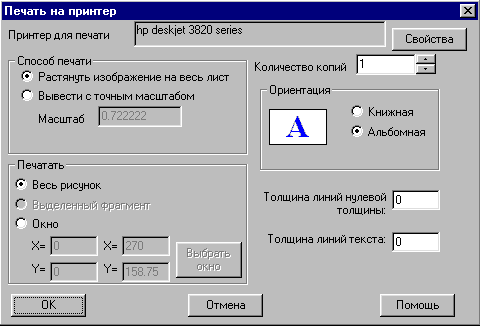 Печать на принтер
Принтер для печати hp deskjet 3820 series Свойства
Способ печати
Растянуть изображение на весь лист
Вывести с точным масштабом
Масштаб 0.722222
Количество копий 1
Ориентация
A Книжная
Альбомная
Печатать
Весь рисунок
Выделенный фрагмент
Окно
X= 0 X= 270
Y= 0 Y= 158.75
Выбрать
окно
Толщина линий нулевой
толщины: 0
Толщина линий текста: 0
OK Отмена Помощь